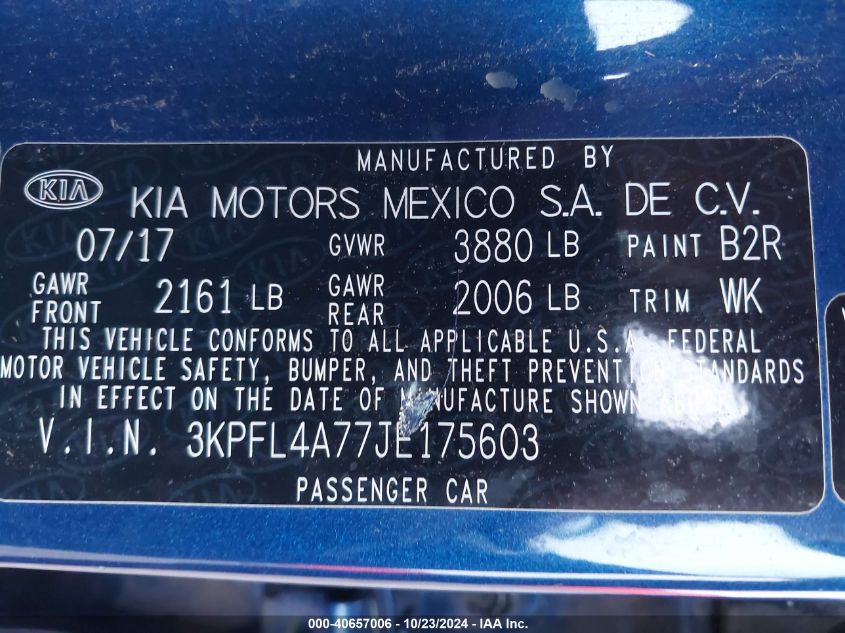 MANUFACTURED BY
KIA KIA MOTORS MEXICO S.A. DE C.V.
07/17 GVWR 3880 LB PAINT B2R
GAWR FRONT 2161 LB GAWR REAR 2006 LB TRIM WK
THIS VEHICLE CONFORMS TO ALL APPLICABLE U.S.A. FEDERAL
MOTOR VEHICLE SAFETY, BUMPER, AND THEFT PREVENTION STANDARDS
IN EFFECT ON THE DATE OF MANUFACTURE SHOWN ABOVE.
V.I.N. 3KPFL4A77JE175603
PASSENGER CAR
000-40657006 - 10/23/2024 - IAA Inc.